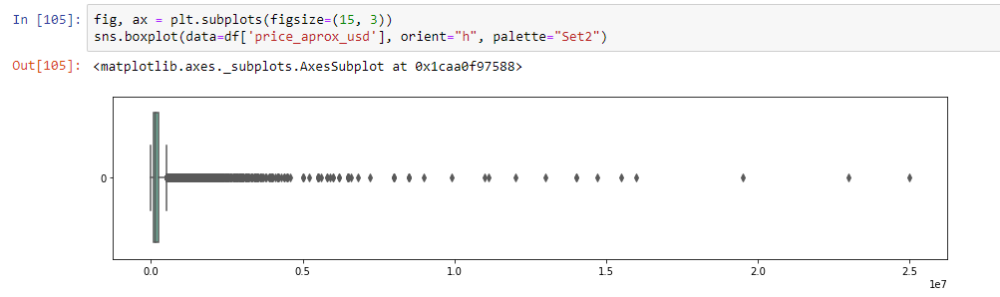 In [105]: fig, ax = plt.subplots(figsize=(15, 3))
sns.boxplot(data=df['price_aprox_usd'], orient="h", palette="Set2")
Out[105]: <matplotlib.axes._subplots.AxesSubplot at 0x1caa0f97588>
0
0.0 0.5 1.0 1.5 2.0 2.5
1e7